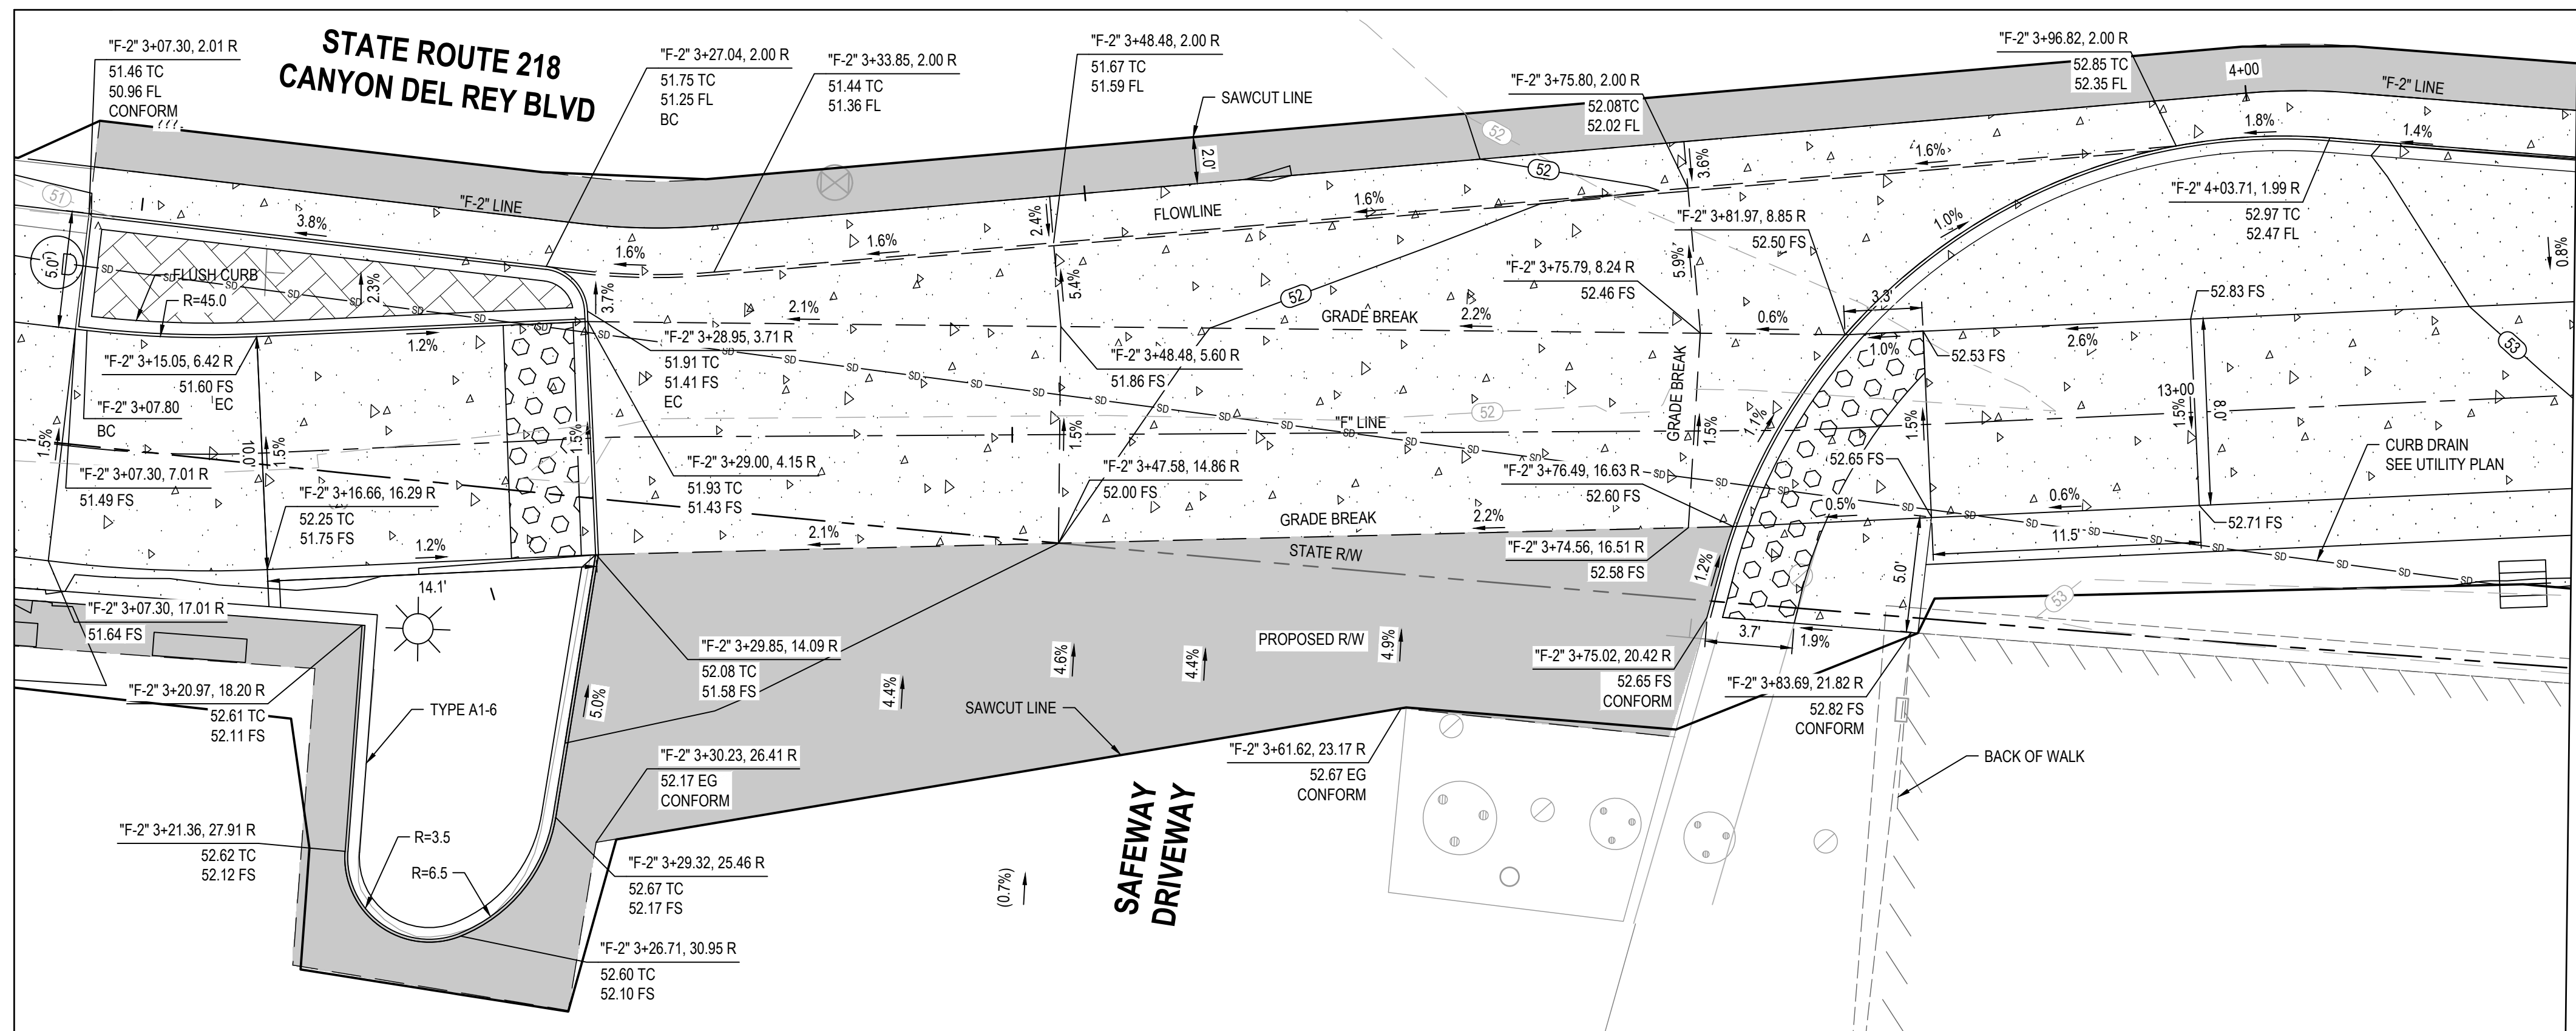 STATE ROUTE 218
CANYON DEL REY BLVD
"F-2" 3+07.30, 2.01 R
51.46 TC
50.96 FL
CONFORM
???
"F-2" 3+27.04, 2.00 R
51.75 TC
51.25 FL
BC
"F-2" 3+33.85, 2.00 R
51.44 TC
51.36 FL
"F-2" 3+48.48, 2.00 R
51.67 TC
51.59 FL
SAWCUT LINE
"F-2" 3+75.80, 2.00 R
52.08TC
52.02 FL
"F-2" 3+96.82, 2.00 R
52.85 TC
52.35 FL
4+00
"F-2" LINE
52
52
2.0'
1.8%
1.4%
1.6%
3.6%
51
"F-2" LINE
3.8%
2.4%
FLOWLINE
1.6%
1.6%
1.6%
"F-2" 4+03.71, 1.99 R
52.97 TC
52.47 FL
1.0%
0.8%
"F-2" 3+81.97, 8.85 R
52.50 FS
5.0'
D
SD
FLUSH CURB
R=45.0
2.3%
3.7%
5.4%
5.9%
52
"F-2" 3+75.79, 8.24 R
52.46 FS
3.3'
52.83 FS
2.1%
GRADE BREAK
2.2%
0.6%
1.0%
2.6%
53
52.53 FS
1.2%
"F-2" 3+15.05, 6.42 R
51.60 FS
EC
"F-2" 3+28.95, 3.71 R
51.91 TC
51.41 FS
EC
"F-2" 3+48.48, 5.60 R
51.86 FS
GRADE BREAK
13+00
8.0'
1.5%
"F-2" 3+07.80
BC
52
"F" LINE
1.5%
10.0'
1.5%
1.5%
1.5%
1.5%
1.1%
1.5%
CURB DRAIN
SEE UTILITY PLAN
"F-2" 3+07.30, 7.01 R
51.49 FS
"F-2" 3+29.00, 4.15 R
51.93 TC
51.43 FS
"F-2" 3+47.58, 14.86 R
52.00 FS
"F-2" 3+76.49, 16.63 R
52.60 FS
52.65 FS
"F-2" 3+16.66, 16.29 R
52.25 TC
51.75 FS
GRADE BREAK
2.2%
0.5%
0.6%
52.71 FS
11.5'
2.1%
1.2%
STATE R/W
"F-2" 3+74.56, 16.51 R
52.58 FS
1.2%
5.0'
14.1'
53
"F-2" 3+07.30, 17.01 R
51.64 FS
"F-2" 3+29.85, 14.09 R
52.08 TC
51.58 FS
4.6%
4.4%
PROPOSED R/W
4.9%
3.7'
1.9%
"F-2" 3+75.02, 20.42 R
52.65 FS
CONFORM
"F-2" 3+83.69, 21.82 R
52.82 FS
CONFORM
"F-2" 3+20.97, 18.20 R
52.61 TC
52.11 FS
TYPE A1-6
5.0%
4.4%
SAWCUT LINE
"F-2" 3+30.23, 26.41 R
52.17 EG
CONFORM
"F-2" 3+61.62, 23.17 R
52.67 EG
CONFORM
BACK OF WALK
SAFEWAY
DRIVEWAY
"F-2" 3+21.36, 27.91 R
52.62 TC
52.12 FS
R=3.5
R=6.5
"F-2" 3+29.32, 25.46 R
52.67 TC
52.17 FS
(0.7%)
"F-2" 3+26.71, 30.95 R
52.60 TC
52.10 FS